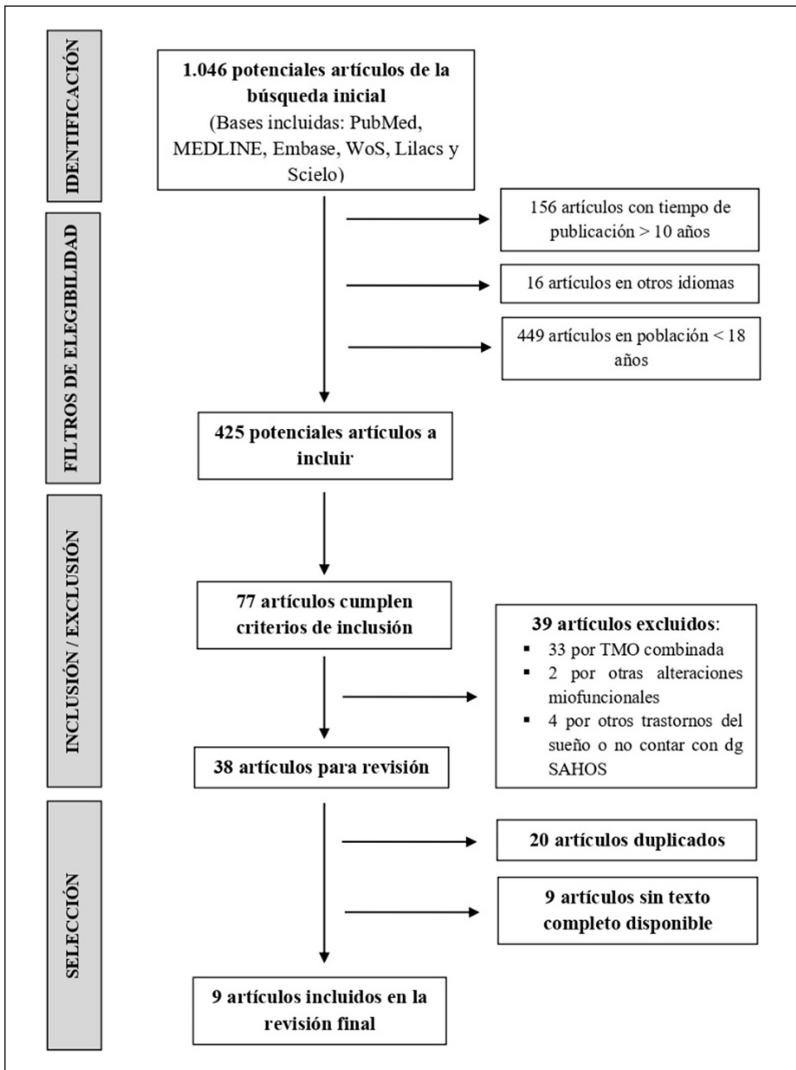 IDENTIFICACIÓN
1.046 potenciales artículos de la
búsqueda inicial
(Bases incluidas: PubMed,
MEDLINE, Embase, WoS, Lilacs y
Scielo)
FILTROS DE ELEGIBILIDAD
156 artículos con tiempo de
publicación > 10 años
16 artículos en otros idiomas
449 artículos en población < 18
años
425 potenciales artículos a
incluir
INCLUSIÓN / EXCLUSIÓN
77 artículos cumplen
criterios de inclusión
39 artículos excluidos:
▪ 33 por TMO combinada
▪ 2 por otras alteraciones
miofuncionales
▪ 4 por otros trastornos del
sueño o no contar con dg
SAHOS
38 artículos para revisión
SELECCIÓN
20 artículos duplicados
9 artículos sin texto
completo disponible
9 artículos incluidos en la
revisión final